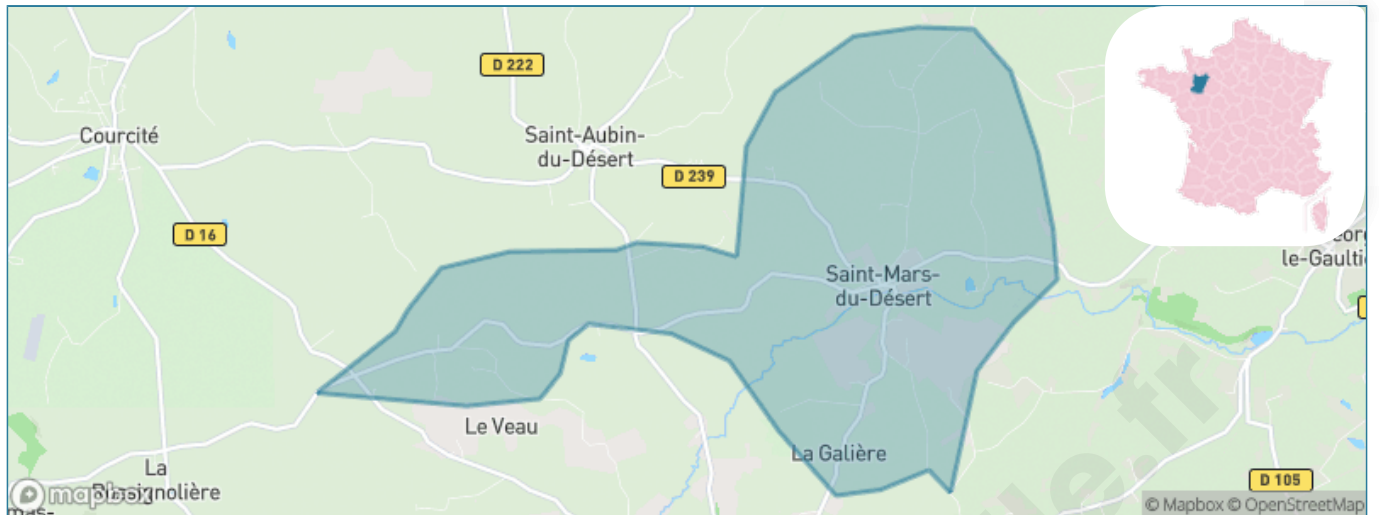 D 222
Courcité
Saint-Aubin-
du-Désert
D 239
D 16
le-Gaultie
Saint-Mars-
du-Désert
Le Veau
La Galière
La
D 105
mapbox
© Mapbox © OpenStreetMap